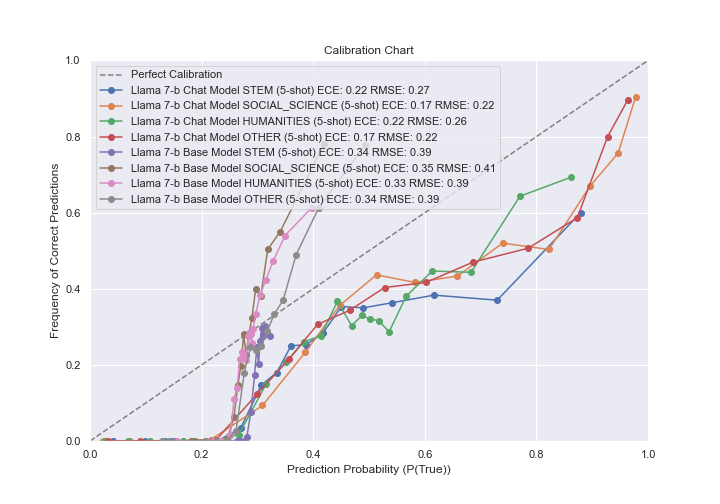 Calibration Chart
Perfect Calibration
Llama 7-b Chat Model STEM (5-shot) ECE: 0.22 RMSE: 0.27
Llama 7-b Chat Model SOCIAL_SCIENCE (5-shot) ECE: 0.17 RMSE: 0.22
Llama 7-b Chat Model HUMANITIES (5-shot) ECE: 0.22 RMSE: 0.26
Llama 7-b Chat Model OTHER (5-shot) ECE: 0.17 RMSE: 0.22
Llama 7-b Base Model STEM (5-shot) ECE: 0.34 RMSE: 0.39
Llama 7-b Base Model SOCIAL_SCIENCE (5-shot) ECE: 0.35 RMSE: 0.41
Llama 7-b Base Model HUMANITIES (5-shot) ECE: 0.33 RMSE: 0.39
Llama 7-b Base Model OTHER (5-shot) ECE: 0.34 RMSE: 0.39
Frequency of Correct Predictions
1.0
0.8
0.6
0.4
0.2
0.0
0.0 0.2 0.4 0.6 0.8 1.0
Prediction Probability (P(True))